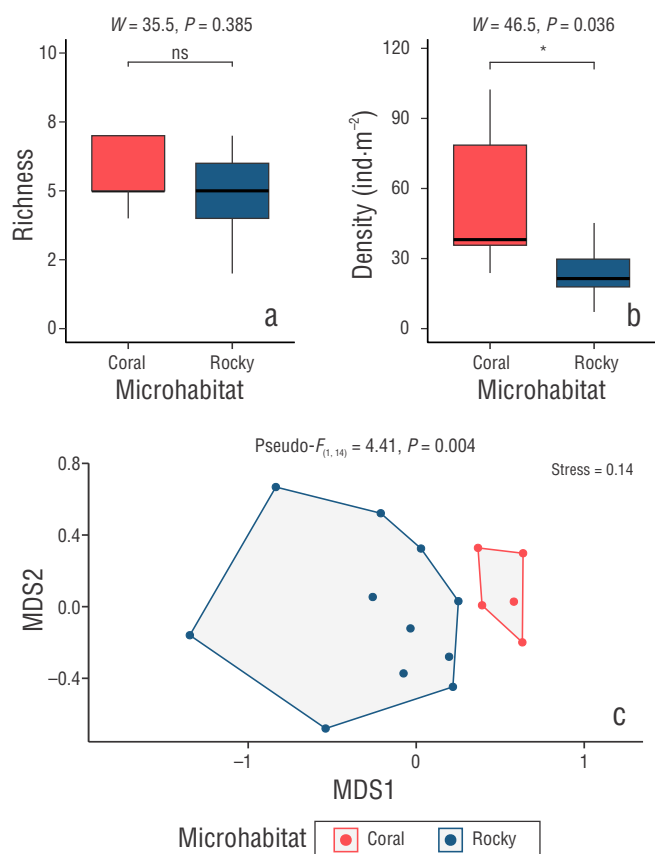 W = 35.5, P = 0.385
ns
10
8
5
2
0
Richness
a
Coral Rocky
Microhabitat
W = 46.5, P = 0.036
*
120
90
60
30
0
Density (ind·m⁻²)
b
Coral Rocky
Microhabitat
Pseudo-F(1, 14) = 4.41, P = 0.004
Stress = 0.14
0.8
0.4
0.0
−0.4
MDS2
c
−1 0 1
MDS1
Microhabitat Coral Rocky